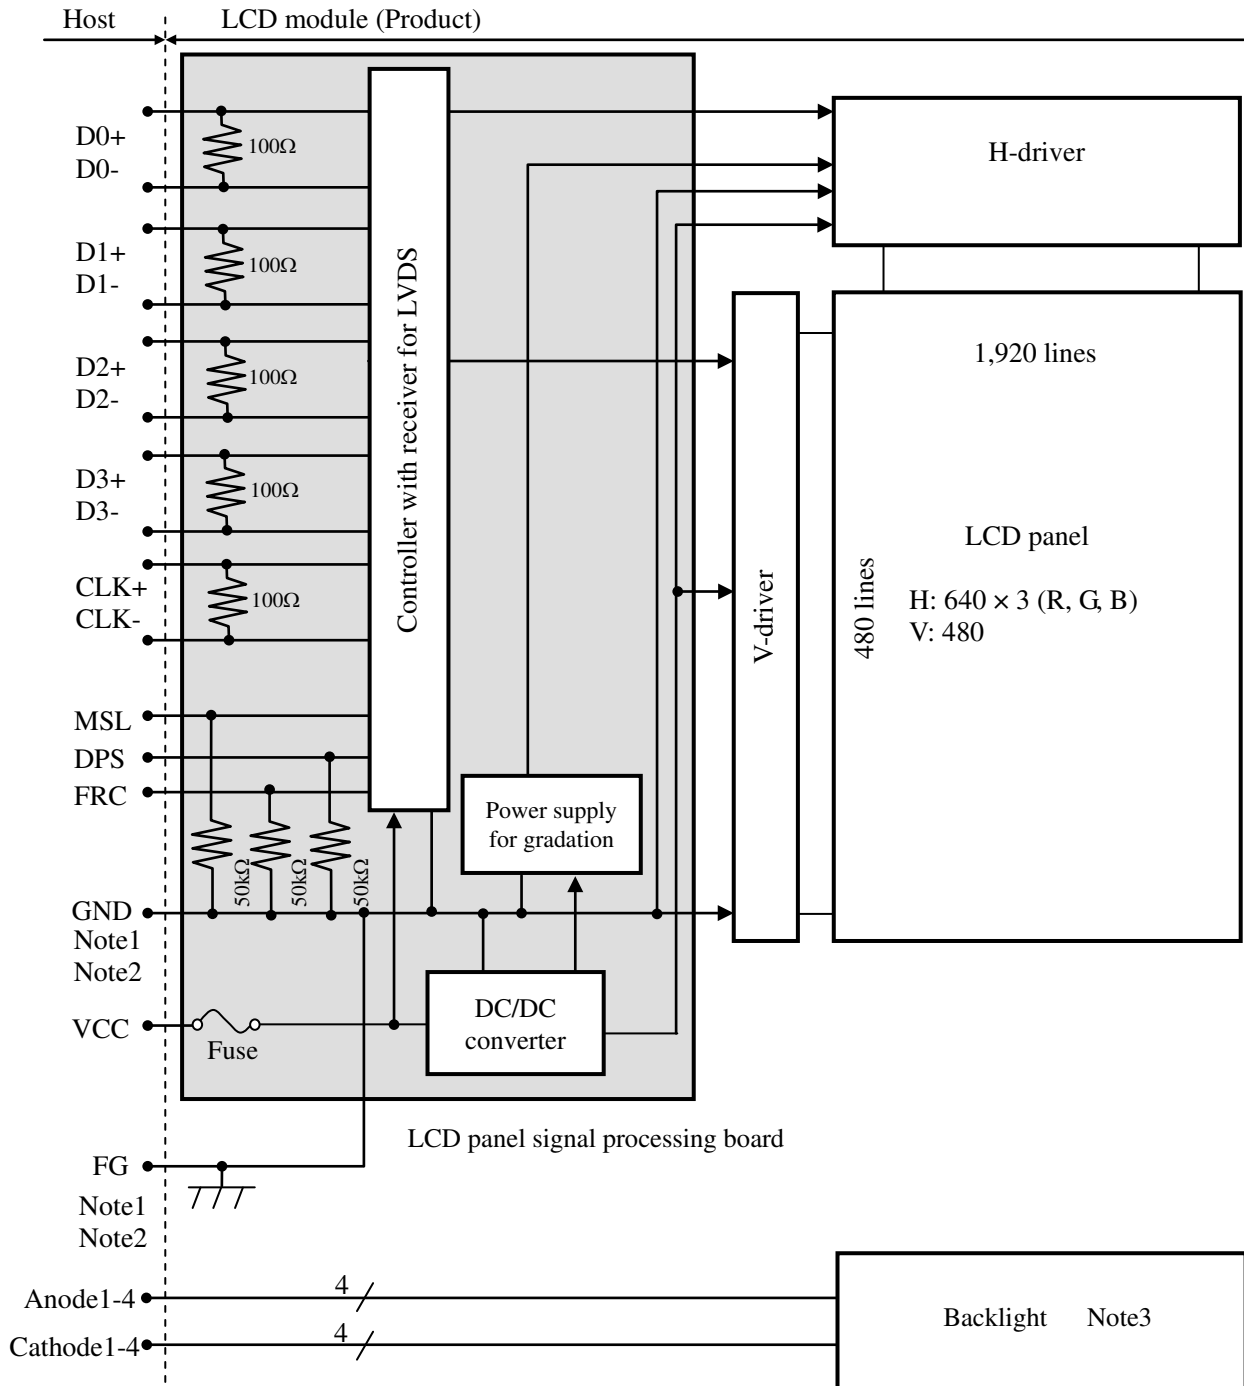 Host
LCD module (Product)
D0+
D0-
100Ω
H-driver
D1+
D1-
100Ω
Controller with receiver for LVDS
D2+
D2-
100Ω
1,920 lines
D3+
D3-
100Ω
CLK+
CLK-
100Ω
V-driver
480 lines
LCD panel
H: 640 × 3 (R, G, B)
V: 480
MSL
DPS
FRC
Power supply
for gradation
50kΩ
50kΩ
50kΩ
GND
Note1
Note2
VCC
Fuse
DC/DC
converter
LCD panel signal processing board
FG
Note1
Note2
Anode1-4
4
Cathode1-4
4
Backlight Note3